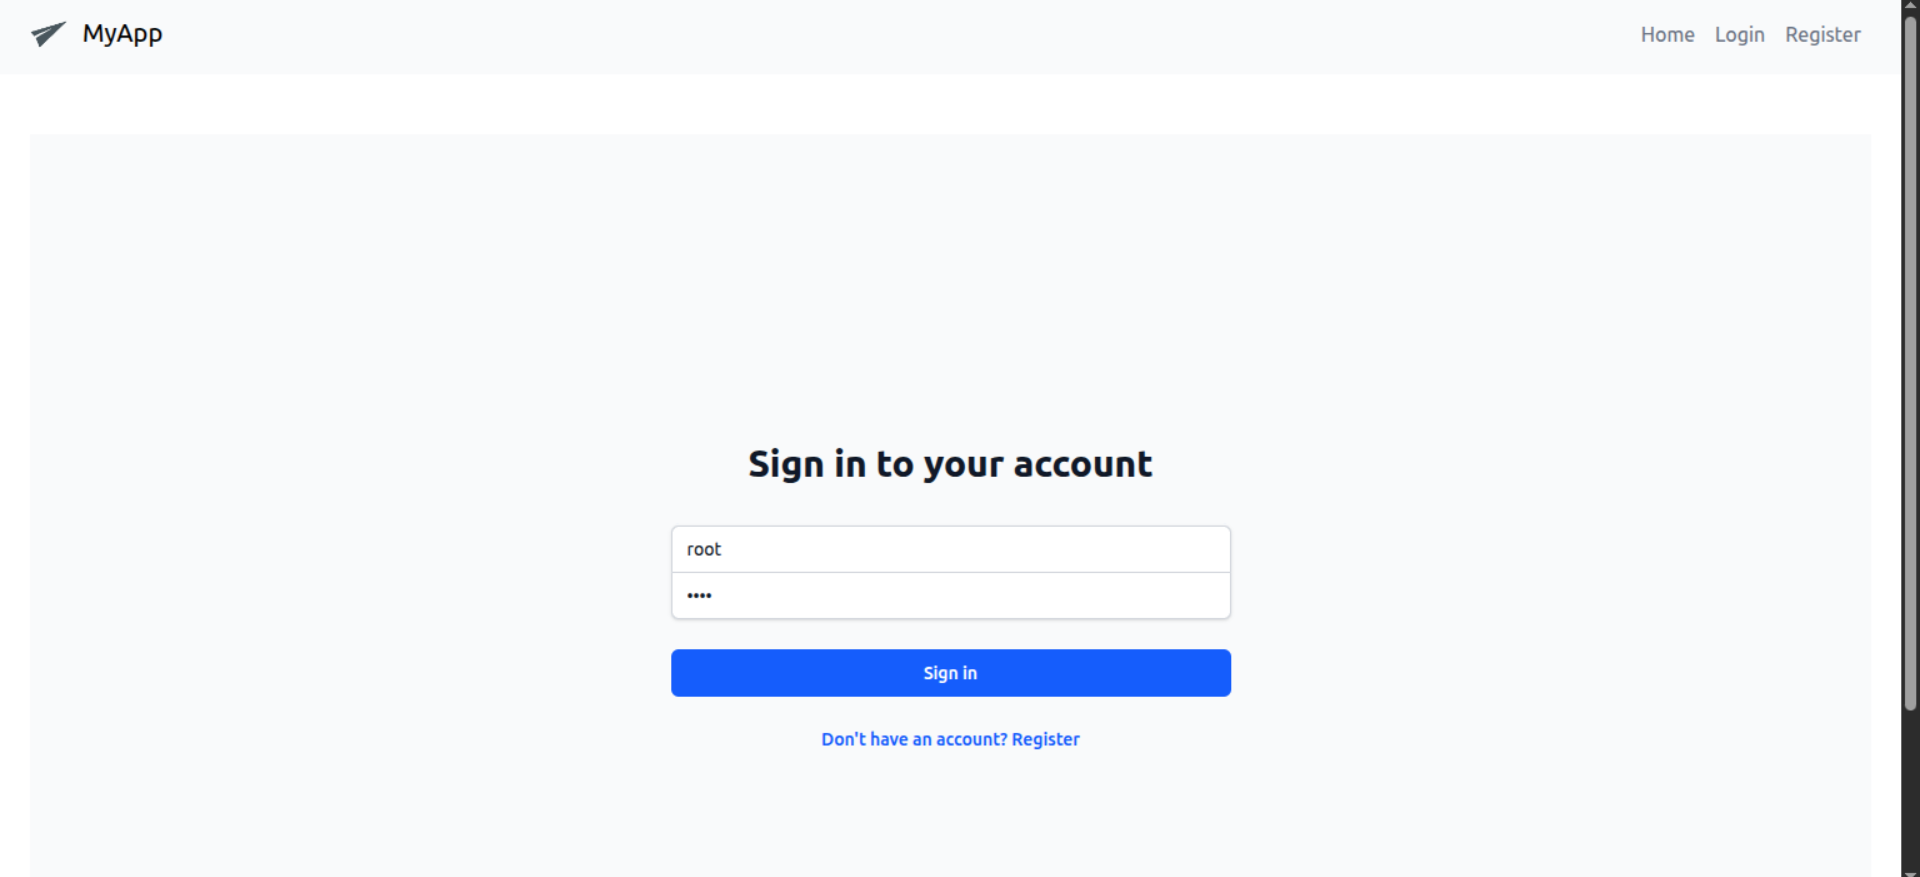 MyApp
Home Login Register
Sign in to your account
root
••••
Sign in
Don't have an account? Register